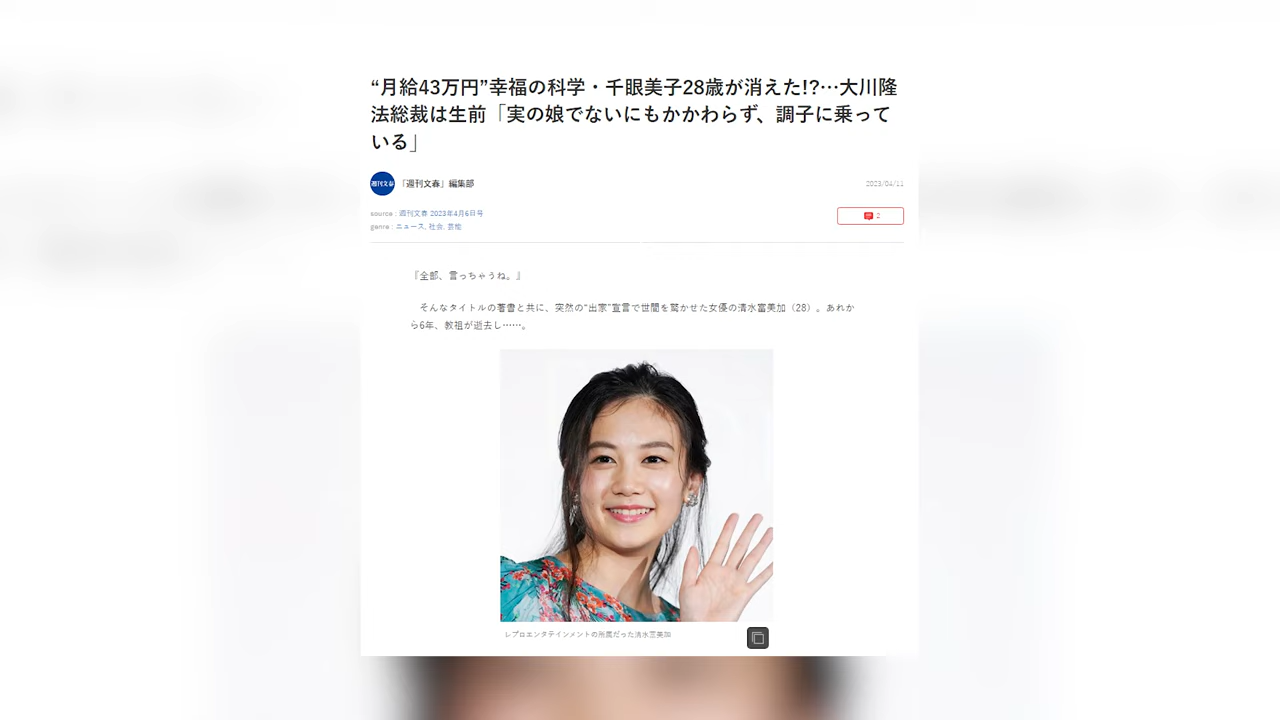 “月給43万円”幸福の科学・千眼美子28歳が消えた!?…大川隆
法総裁は生前「実の娘でないにもかかわらず、調子に乗って
いる」
週刊文春 「週刊文春」編集部
2023/04/11
source : 週刊文春 2023年4月6日号
2
genre : ニュース, 社会, 芸能
『全部、言っちゃうね。』
そんなタイトルの著書と共に、突然の“出家”宣言で世間を驚かせた女優の清水富美加（28）。あれか
ら6年、教祖が逝去し……。
レプロエンタテインメントの所属だった清水富美加